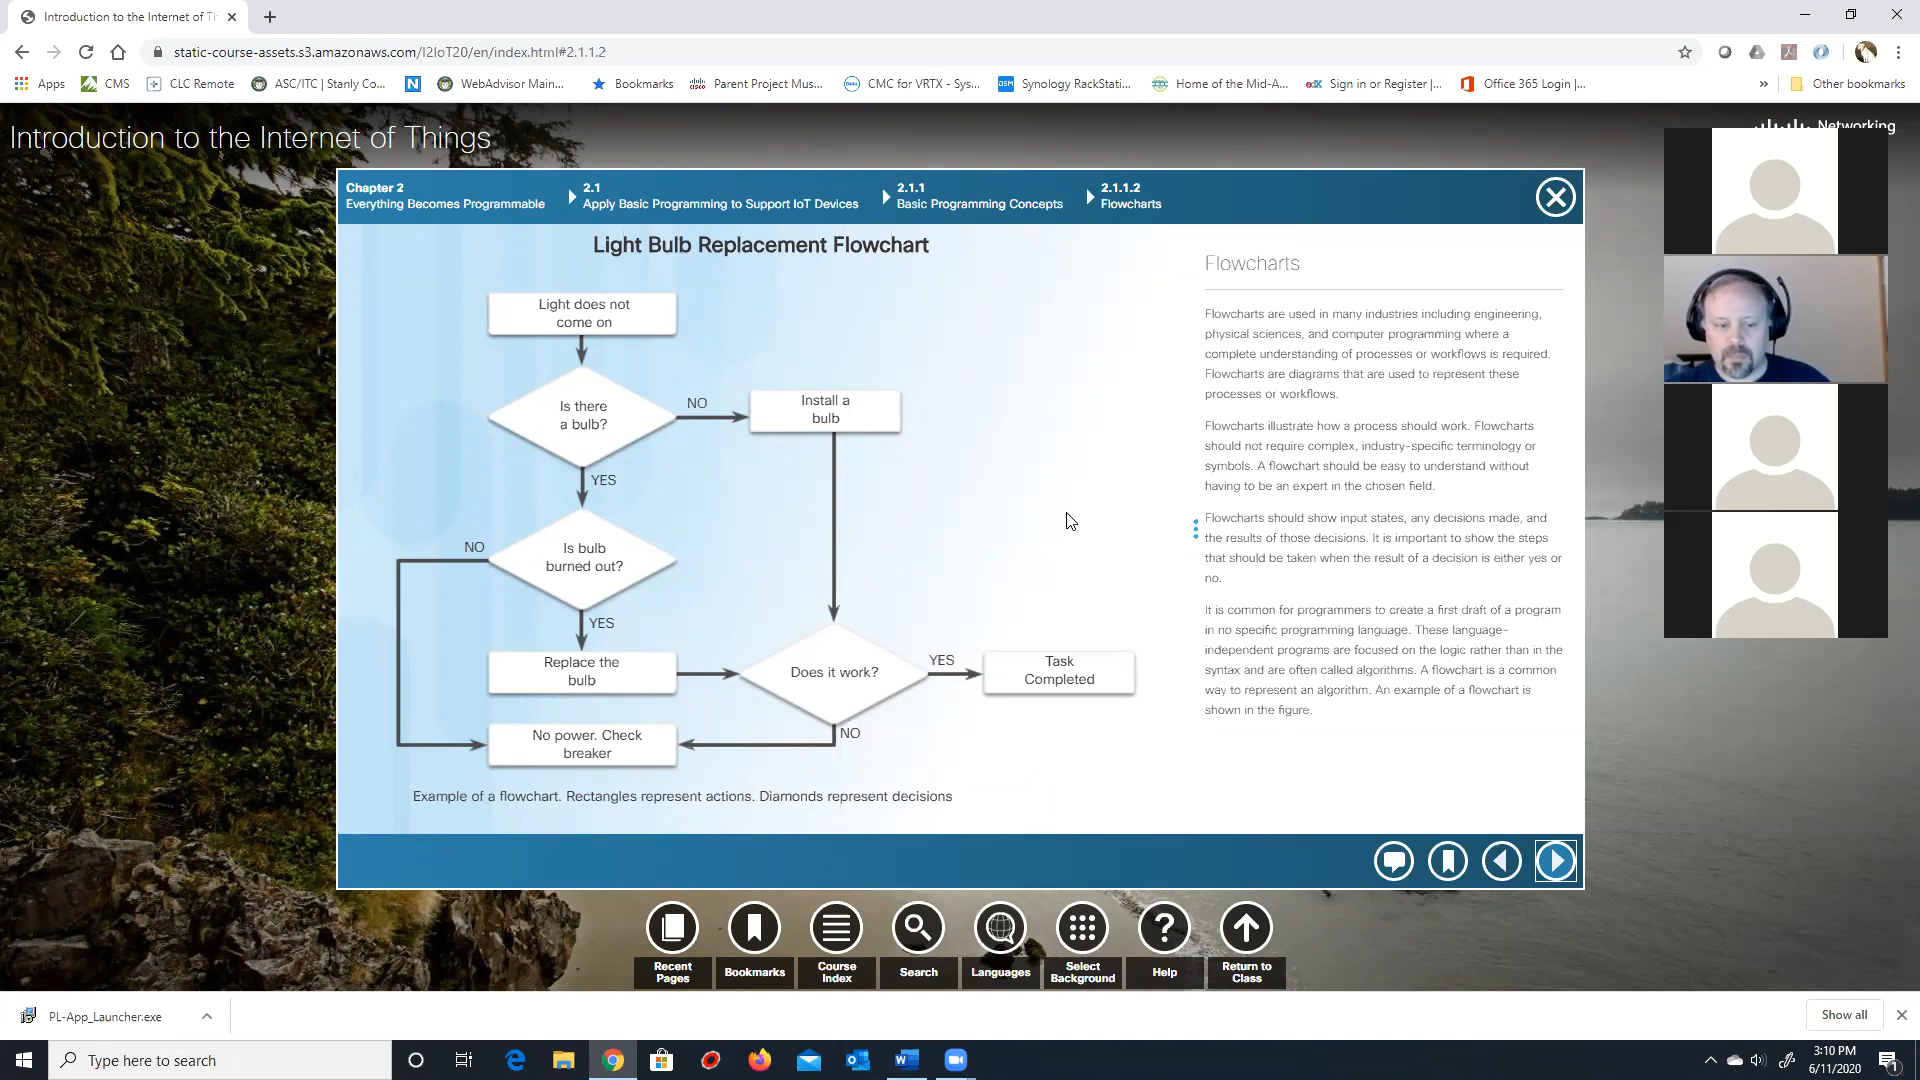 Introduction to the Internet of Thi
static-course-assets.s3.amazonaws.com/I2IoT20/en/index.html#2.1.1.2
Apps
CMS
CLC Remote
ASC/ITC | Stanly Co...
WebAdvisor Main...
Bookmarks
Parent Project Mus...
CMC for VRTX - Sys...
Synology RackStati...
Home of the Mid-A...
Sign in or Register |...
Office 365 Login |...
»
Other bookmarks
Introduction to the Internet of Things
Networking
Chapter 2
Everything Becomes Programmable
2.1
Apply Basic Programming to Support IoT Devices
2.1.1
Basic Programming Concepts
2.1.1.2
Flowcharts
Light Bulb Replacement Flowchart
Light does not
come on
Is there
a bulb?
NO
Install a
bulb
YES
NO
Is bulb
burned out?
YES
Replace the
bulb
Does it work?
YES
Task
Completed
No power. Check
breaker
NO
Example of a flowchart. Rectangles represent actions. Diamonds represent decisions
Flowcharts
Flowcharts are used in many industries including engineering,
physical sciences, and computer programming where a
complete understanding of processes or workflows is required.
Flowcharts are diagrams that are used to represent these
processes or workflows.
Flowcharts illustrate how a process should work. Flowcharts
should not require complex, industry-specific terminology or
symbols. A flowchart should be easy to understand without
having to be an expert in the chosen field.
Flowcharts should show input states, any decisions made, and
the results of those decisions. It is important to show the steps
that should be taken when the result of a decision is either yes or
no.
It is common for programmers to create a first draft of a program
in no specific programming language. These language-
independent programs are focused on the logic rather than in the
syntax and are often called algorithms. A flowchart is a common
way to represent an algorithm. An example of a flowchart is
shown in the figure.
Recent
Pages
Bookmarks
Course
Index
Search
Languages
Select
Background
Help
Return to
Class
PL-App_Launcher.exe
Show all
Type here to search
3:10 PM
6/11/2020